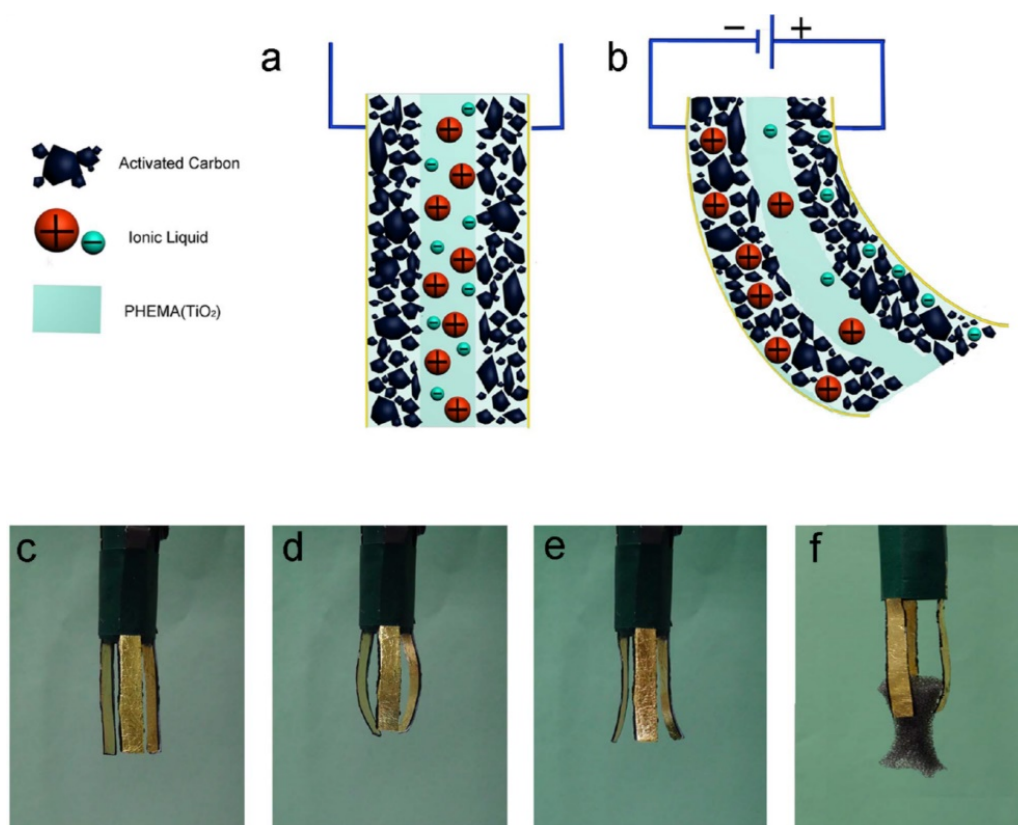 a
b
− +
Activated Carbon
Ionic Liquid
PHEMA(TiO₂)
c
d
e
f